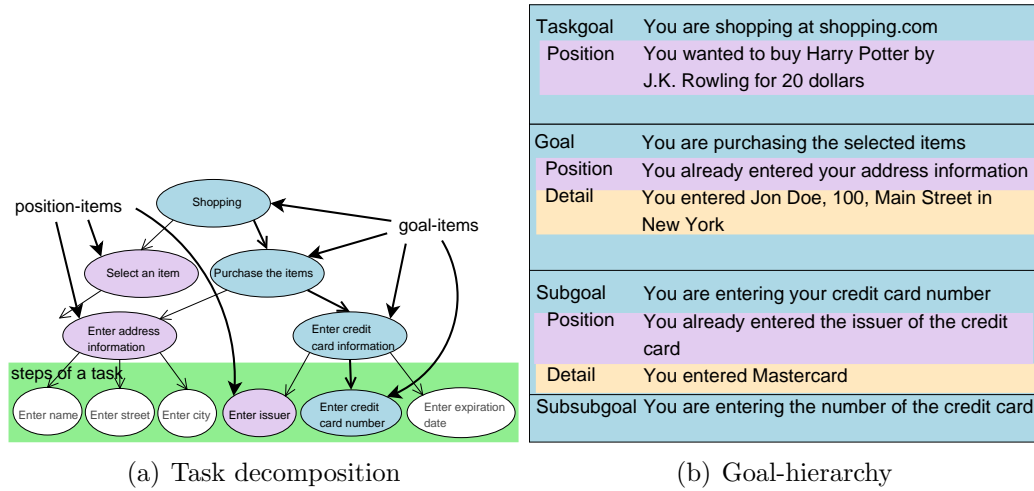 Shopping
position-items
goal-items
Select an item
Purchase the items
Enter address
information
Enter credit
card information
steps of a task
Enter name
Enter street
Enter city
Enter issuer
Enter credit
card number
Enter expiration
date
(a) Task decomposition
Taskgoal You are shopping at shopping.com
Position You wanted to buy Harry Potter by
J.K. Rowling for 20 dollars
Goal You are purchasing the selected items
Position You already entered your address information
Detail You entered Jon Doe, 100, Main Street in
New York
Subgoal You are entering your credit card number
Position You already entered the issuer of the credit
card
Detail You entered Mastercard
Subsubgoal You are entering the number of the credit card
(b) Goal-hierarchy